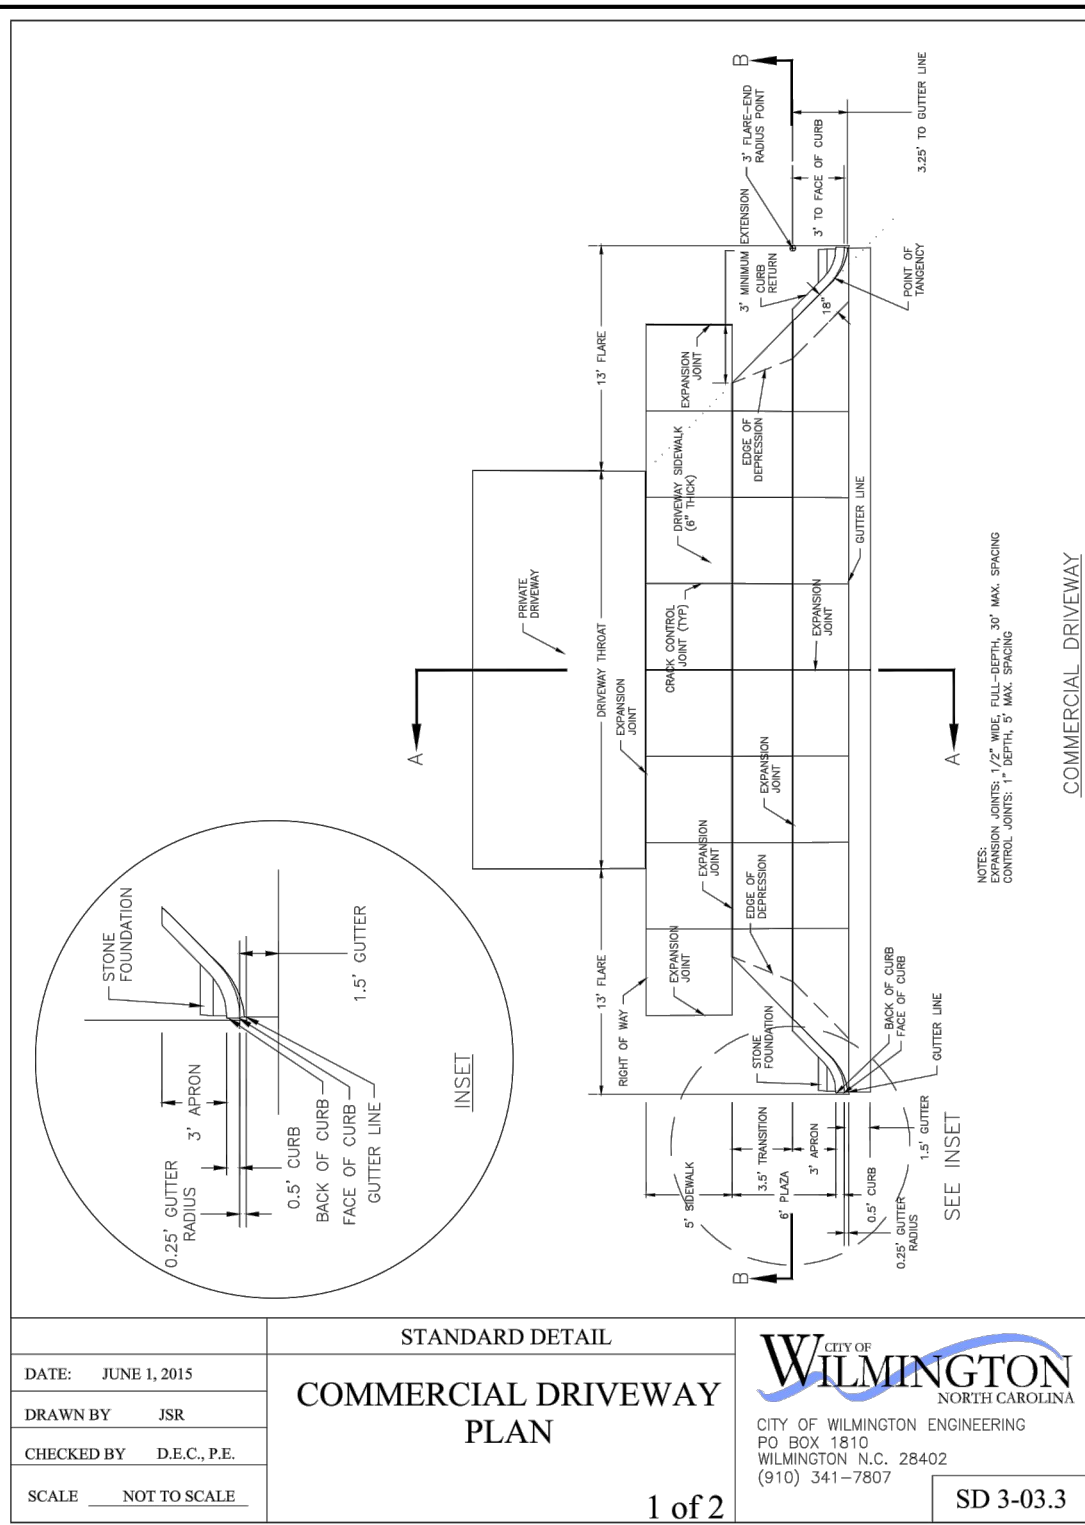 B
3' FLARE-END
RADIUS POINT
3.25' TO GUTTER LINE
3' TO FACE OF CURB
3' MINIMUM EXTENSION
CURB
RETURN
18"
POINT OF
TANGENCY
13' FLARE
EXPANSION
JOINT
EDGE OF
DEPRESSION
DRIVEWAY SIDEWALK
(6" THICK)
GUTTER LINE
PRIVATE
DRIVEWAY
DRIVEWAY THROAT
CRACK CONTROL
JOINT (TYP)
EXPANSION
JOINT
EXPANSION
JOINT
A
A
EXPANSION
JOINT
EXPANSION
JOINT
EDGE OF
DEPRESSION
13' FLARE
RIGHT OF WAY
EXPANSION
JOINT
STONE
FOUNDATION
BACK OF CURB
FACE OF CURB
GUTTER LINE
5' SIDEWALK
3.5' TRANSITION
6' PLAZA
3' APRON
0.5' CURB
0.25' GUTTER
RADIUS
1.5' GUTTER
SEE INSET
B
NOTES:
EXPANSION JOINTS: 1/2" WIDE, FULL-DEPTH, 30' MAX. SPACING
CONTROL JOINTS: 1" DEPTH, 5' MAX. SPACING
COMMERCIAL DRIVEWAY
STONE
FOUNDATION
1.5' GUTTER
3' APRON
0.25' GUTTER
RADIUS
0.5' CURB
BACK OF CURB
FACE OF CURB
GUTTER LINE
INSET
DATE: JUNE 1, 2015
DRAWN BY JSR
CHECKED BY D.E.C., P.E.
SCALE NOT TO SCALE
STANDARD DETAIL
COMMERCIAL DRIVEWAY
PLAN
1 of 2
CITY OF
WILMINGTON
NORTH CAROLINA
CITY OF WILMINGTON ENGINEERING
PO BOX 1810
WILMINGTON N.C. 28402
(910) 341-7807
SD 3-03.3